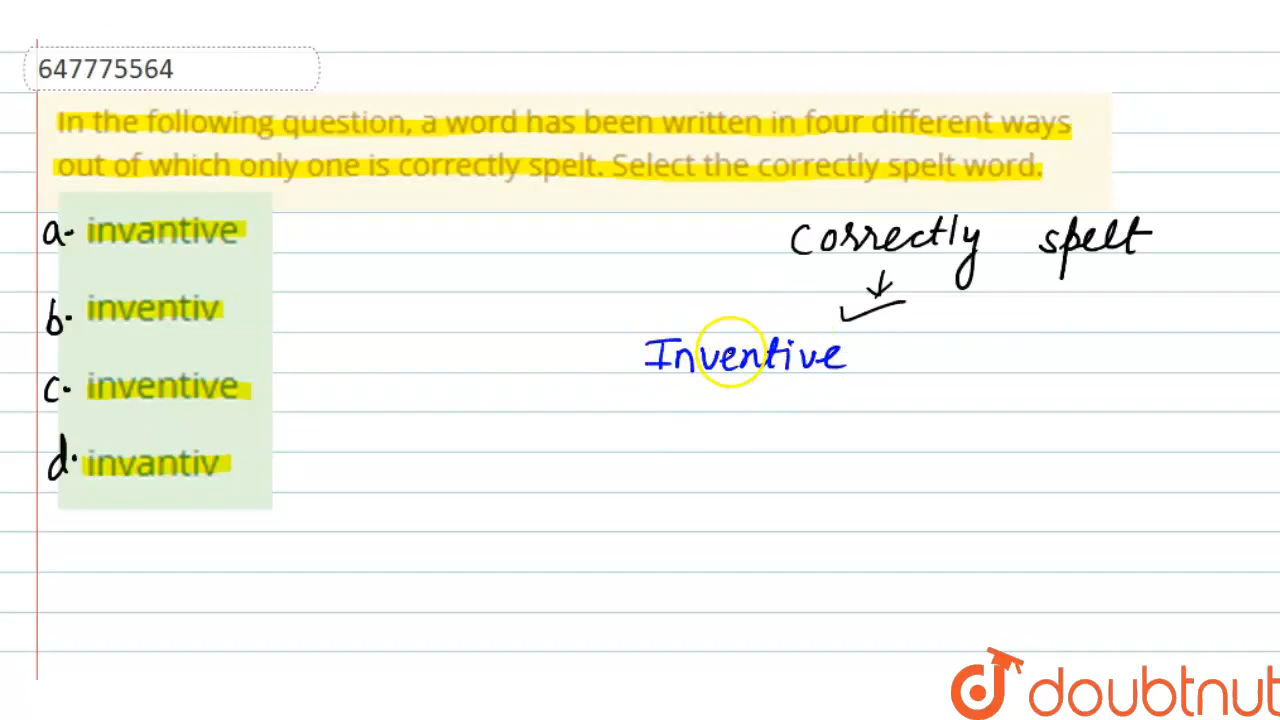 647775564
In the following question, a word has been written in four different ways
out of which only one is correctly spelt. Select the correctly spelt word.
a. invantive
b. inventiv
c. inventive
d. invantiv
Correctly spelt
Inventive
doubtnut